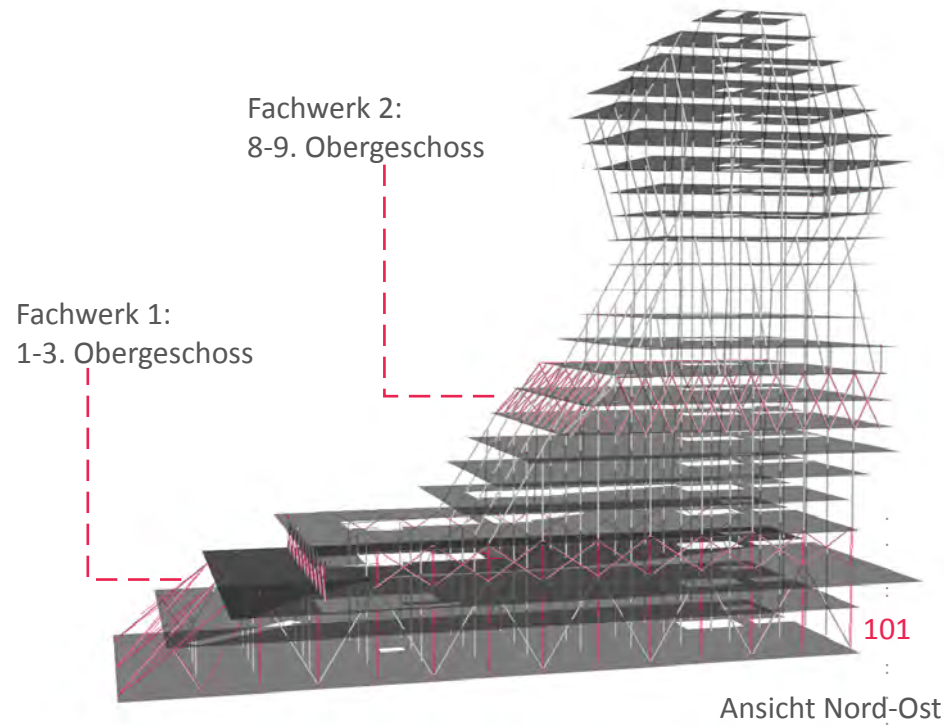 Fachwerk 2:
8-9. Obergeschoss
Fachwerk 1:
1-3. Obergeschoss
101
Ansicht Nord-Ost